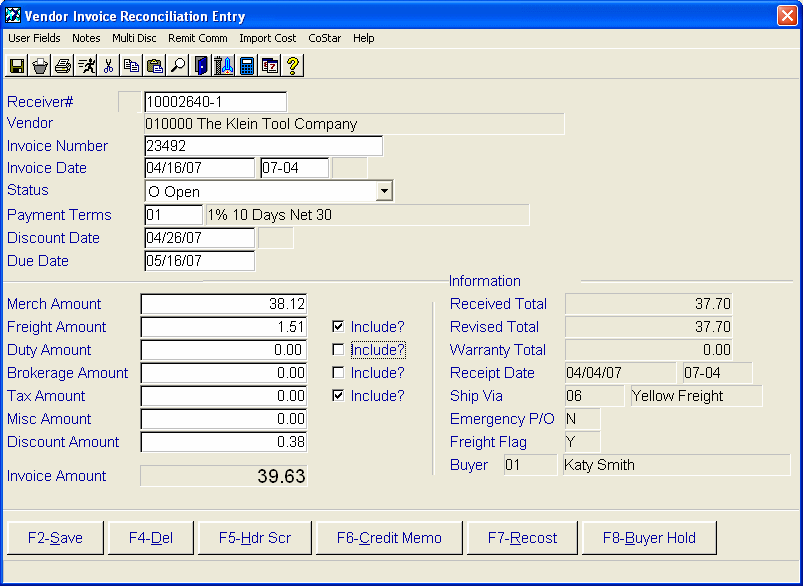 Vendor Invoice Reconciliation Entry
User Fields Notes Multi Disc Remit Comm Import Cost CoStar Help
Receiver# 10002640-1
Vendor 010000 The Klein Tool Company
Invoice Number 23492
Invoice Date 04/16/07 07-04
Status O Open
Payment Terms 01 1% 10 Days Net 30
Discount Date 04/26/07
Due Date 05/16/07
Information
Merch Amount 38.12 Received Total 37.70
Freight Amount 1.51 Include? Revised Total 37.70
Duty Amount 0.00 Include? Warranty Total 0.00
Brokerage Amount 0.00 Include? Receipt Date 04/04/07 07-04
Tax Amount 0.00 Include? Ship Via 06 Yellow Freight
Misc Amount 0.00 Emergency P/O N
Discount Amount 0.38 Freight Flag Y
Invoice Amount 39.63 Buyer 01 Katy Smith
F2-Save F4-Del F5-Hdr Scr F6-Credit Memo F7-Recost F8-Buyer Hold